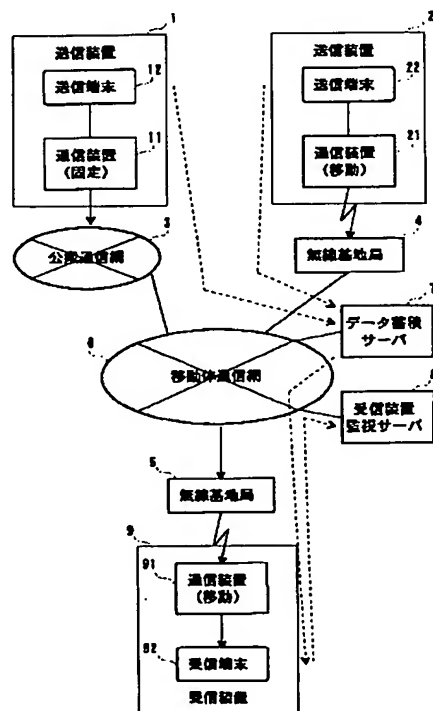 1
送信装置
12
送信端末
11
通信装置
(固定)
3
公衆通信網
2
送信装置
22
送信端末
21
通信装置
(移動)
4
無線基地局
7
データ蓄積
サーバ
移動体通信網
受信装置
監視サーバ
5
無線基地局
9
91
通信装置
(移動)
92
受信端末
受信装置